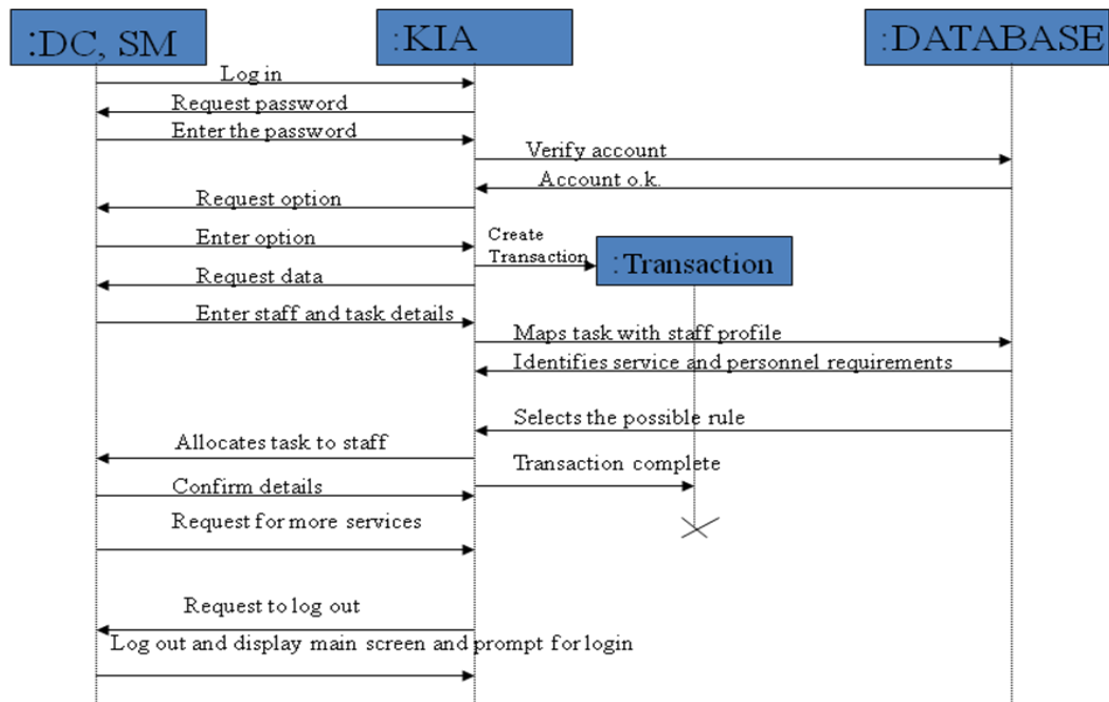 :DC, SM
:KIA
:DATABASE
Log in
Request password
Enter the password
Verify account
Account o.k.
Request option
Enter option
Create
Transaction
:Transaction
Request data
Enter staff and task details
Maps task with staff profile
Identifies service and personnel requirements
Selects the possible rule
Allocates task to staff
Transaction complete
Confirm details
Request for more services
Request to log out
Log out and display main screen and prompt for login